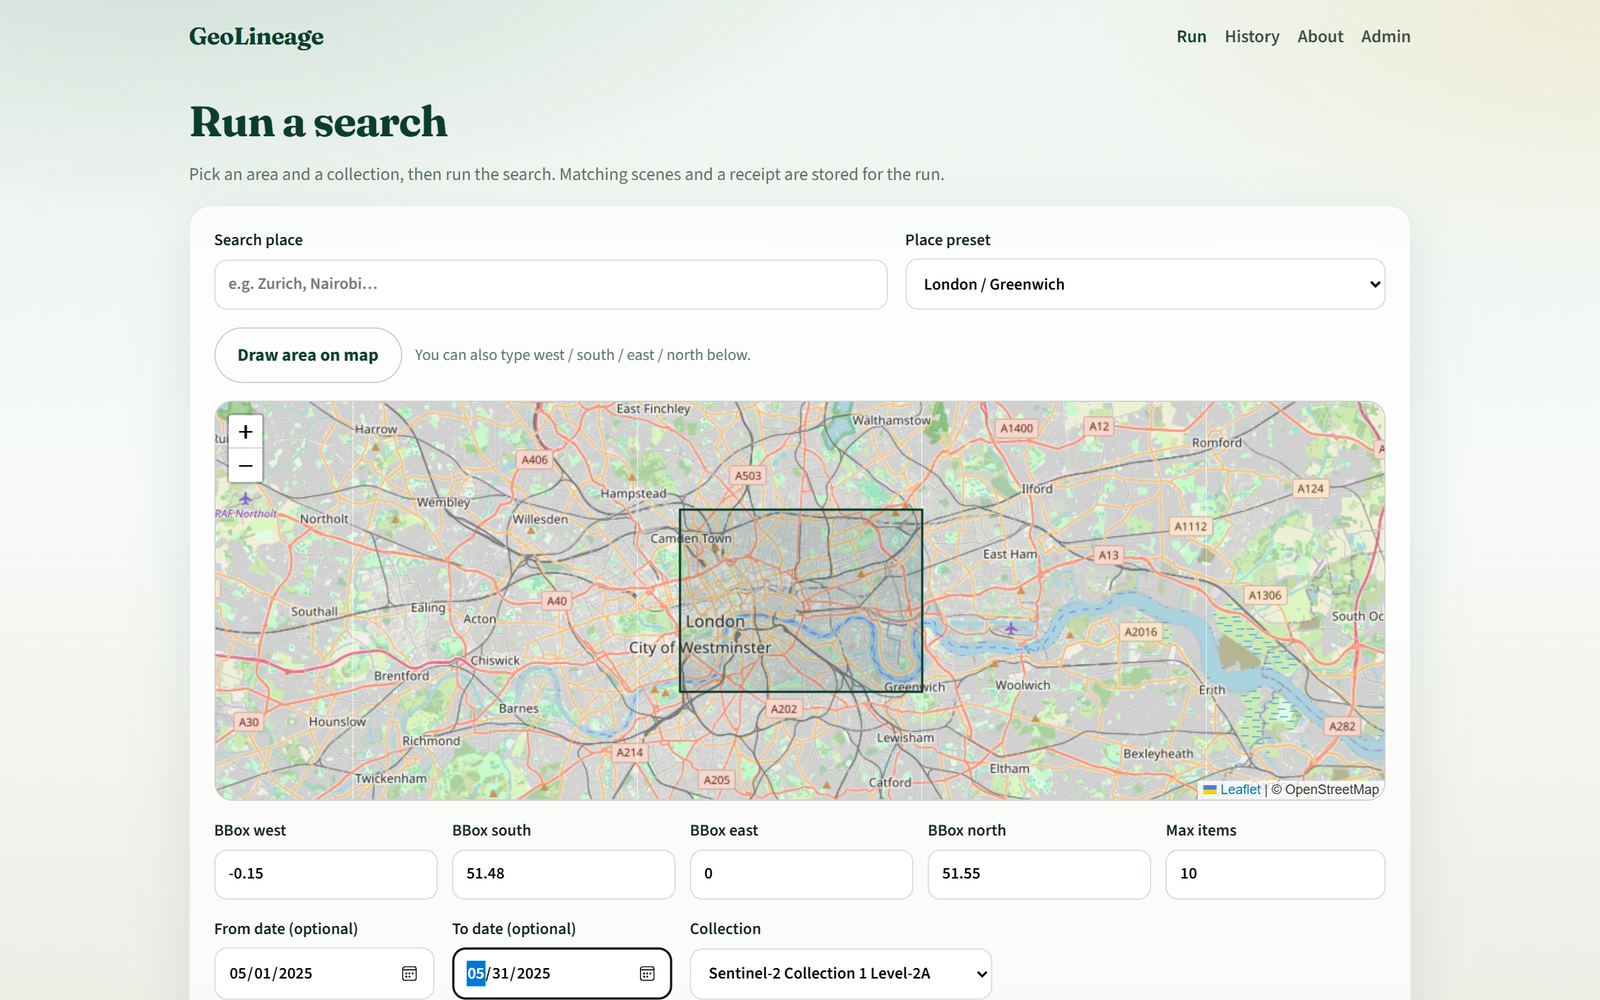 GeoLineage
Run History About Admin
Run a search
Pick an area and a collection, then run the search. Matching scenes and a receipt are stored for the run.
Search place
Place preset
e.g. Zurich, Nairobi…
London / Greenwich
Draw area on map
You can also type west / south / east / north below.
+
−
East Finchley
Walthamstow
Harrow
A1400
A12
Romford
A406
A503
Hampstead
Ilford
A124
Wembley
RAF Northolt
Northolt
Willesden
A1112
Camden Town
East Ham
A13
A40
A1306
Southall
Ealing
Acton
London
South Oc
A2016
City of Westminster
Chiswick
Brentford
Greenwich
Woolwich
Erith
Barnes
A202
A30
Hounslow
A282
Richmond
A214
Lewisham
Bexleyheath
Eltham
Twickenham
A205
Catford
Leaflet | © OpenStreetMap
BBox west
BBox south
BBox east
BBox north
Max items
-0.15
51.48
0
51.55
10
From date (optional)
To date (optional)
Collection
05/01/2025
05/31/2025
Sentinel-2 Collection 1 Level-2A